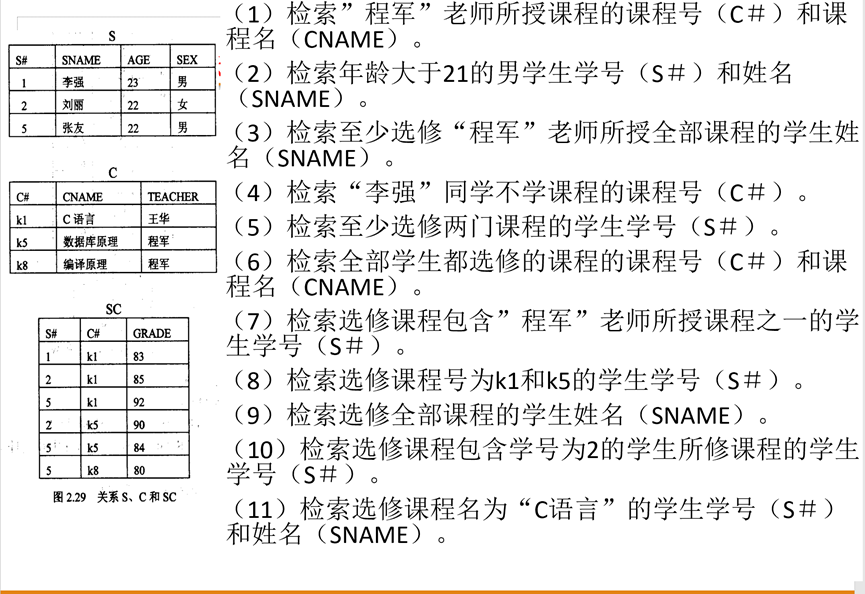 S
S# SNAME AGE SEX
1 李强 23 男
2 刘丽 22 女
5 张友 22 男
C
C# CNAME TEACHER
k1 C 语言 王华
k5 数据库原理 程军
k8 编译原理 程军
SC
S# C# GRADE
1 k1 83
2 k1 85
5 k1 92
2 k5 90
5 k5 84
5 k8 80
图 2.29 关系 S、C 和 SC
（1）检索”程军”老师所授课程的课程号（C＃）和课
程名（CNAME）。
（2）检索年龄大于21的男学生学号（S＃）和姓名
（SNAME）。
（3）检索至少选修“程军”老师所授全部课程的学生姓
名（SNAME）。
（4）检索“李强”同学不学课程的课程号（C＃）。
（5）检索至少选修两门课程的学生学号（S＃）。
（6）检索全部学生都选修的课程的课程号（C＃）和课
程名（CNAME）。
（7）检索选修课程包含”程军”老师所授课程之一的学
生学号（S＃）。
（8）检索选修课程号为k1和k5的学生学号（S＃）。
（9）检索选修全部课程的学生姓名（SNAME）。
（10）检索选修课程包含学号为2的学生所修课程的学生
学号（S＃）。
（11）检索选修课程名为“C语言”的学生学号（S＃）
和姓名（SNAME）。